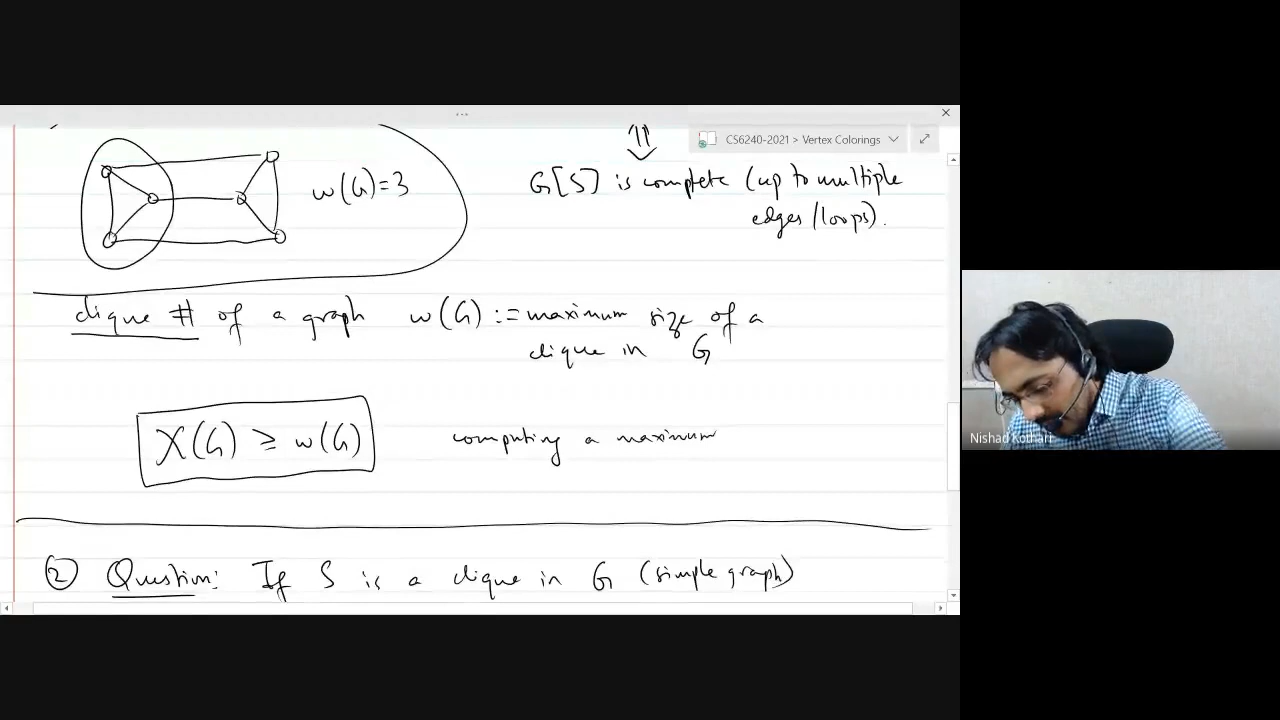 CS6240-2021 > Vertex Colorings
⇕
w(G)=3
G[S] is complete (up to multiple
edges/loops).
clique # of a graph w(G) := maximum size of a
clique in G
χ(G) ≥ w(G)
computing a maximum
② Question: If S is a clique in G (simple graph)
Nishad Kothari